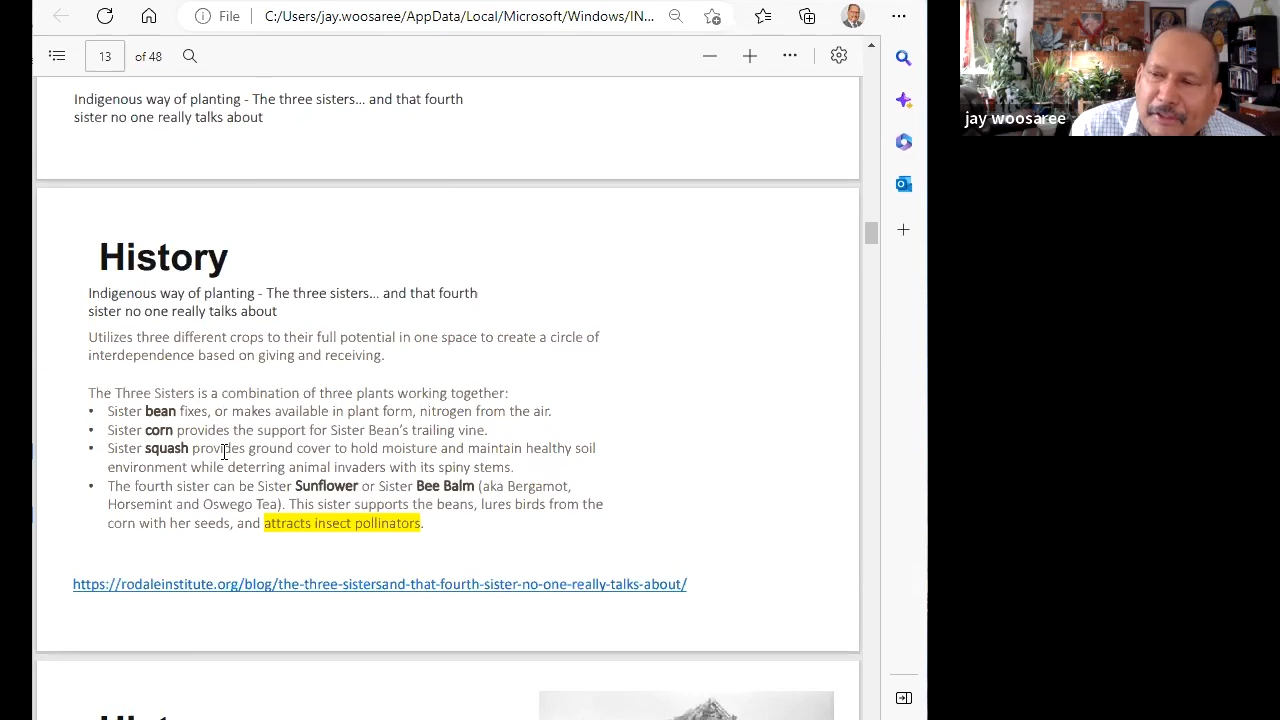 File
C:/Users/jay.woosaree/AppData/Local/Microsoft/Windows/IN...
13 of 48
jay woosaree
Indigenous way of planting - The three sisters... and that fourth
sister no one really talks about
History
Indigenous way of planting - The three sisters... and that fourth
sister no one really talks about
Utilizes three different crops to their full potential in one space to create a circle of
interdependence based on giving and receiving.
The Three Sisters is a combination of three plants working together:
• Sister bean fixes, or makes available in plant form, nitrogen from the air.
• Sister corn provides the support for Sister Bean’s trailing vine.
• Sister squash provides ground cover to hold moisture and maintain healthy soil
environment while deterring animal invaders with its spiny stems.
• The fourth sister can be Sister Sunflower or Sister Bee Balm (aka Bergamot,
Horsemint and Oswego Tea). This sister supports the beans, lures birds from the
corn with her seeds, and attracts insect pollinators.
https://rodaleinstitute.org/blog/the-three-sistersand-that-fourth-sister-no-one-really-talks-about/